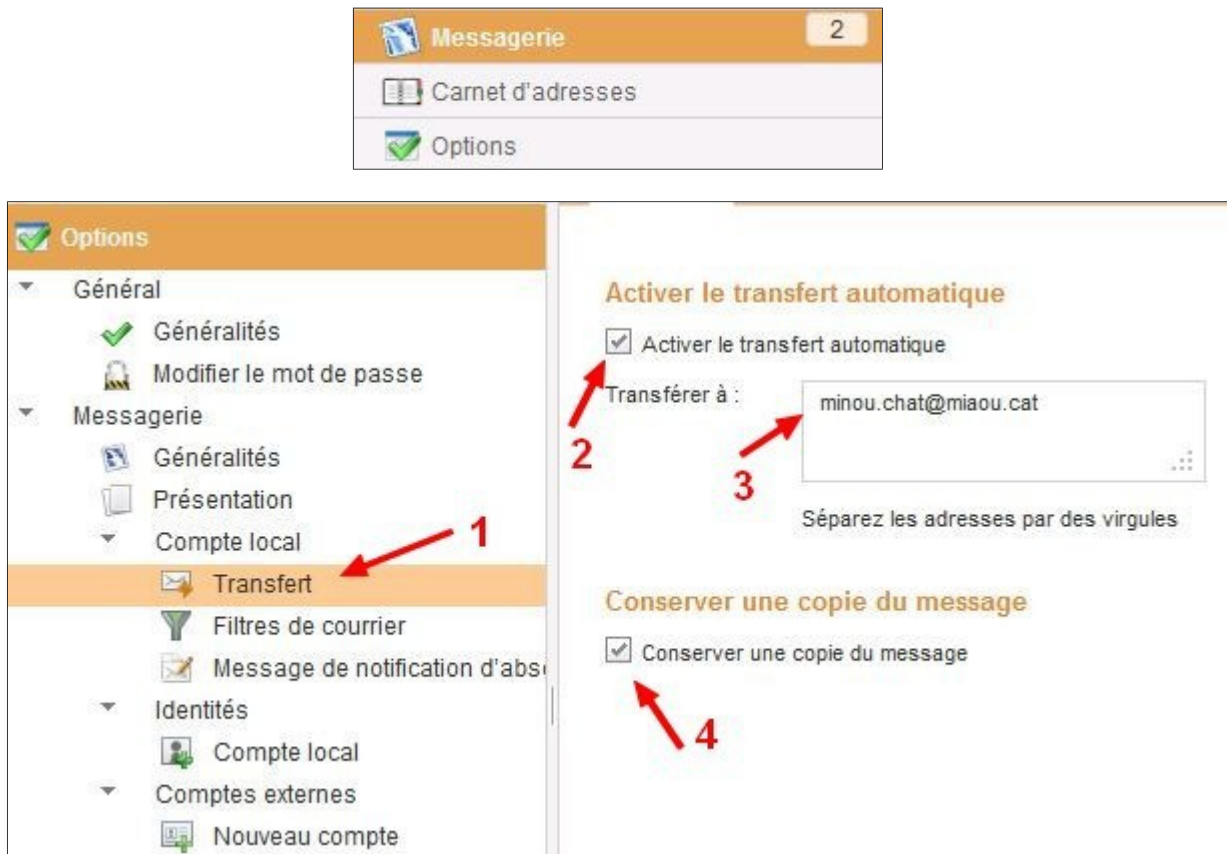 Messagerie 2
Carnet d'adresses
Options
Options
Général
Généralités
Modifier le mot de passe
Messagerie
Généralités
Présentation
Compte local
Transfert
Filtres de courrier
Message de notification d'abs
Identités
Compte local
Comptes externes
Nouveau compte
1
Activer le transfert automatique
Activer le transfert automatique
2
Transférer à :
minou.chat@miaou.cat
3
Séparez les adresses par des virgules
Conserver une copie du message
Conserver une copie du message
4